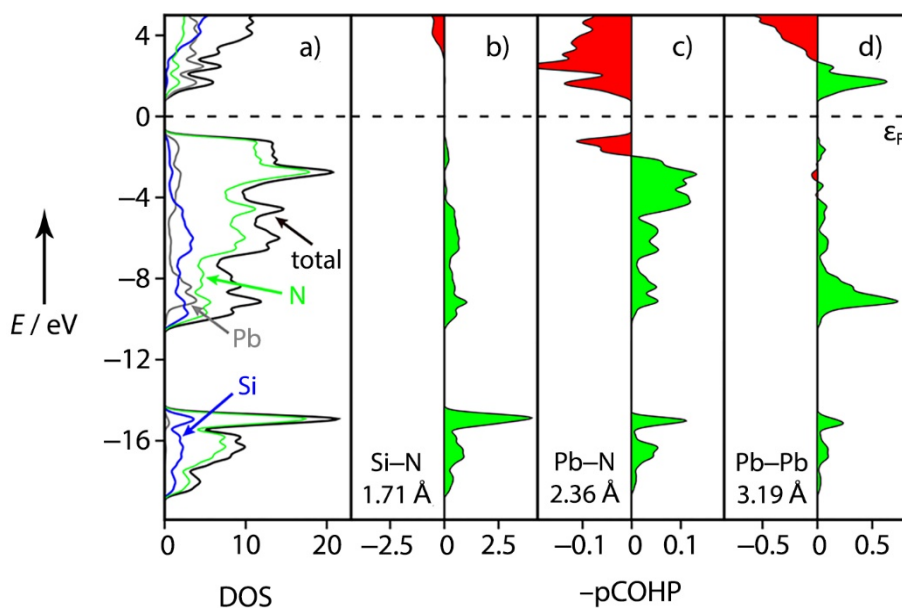 a) b) c) d)
4
0
−4
−8
−12
−16
E / eV
εF
total
N
Pb
Si
Si–N
1.71 Å
Pb–N
2.36 Å
Pb–Pb
3.19 Å
0 10 20 −2.5 0 2.5 −0.1 0 0.1 −0.5 0 0.5
DOS −pCOHP